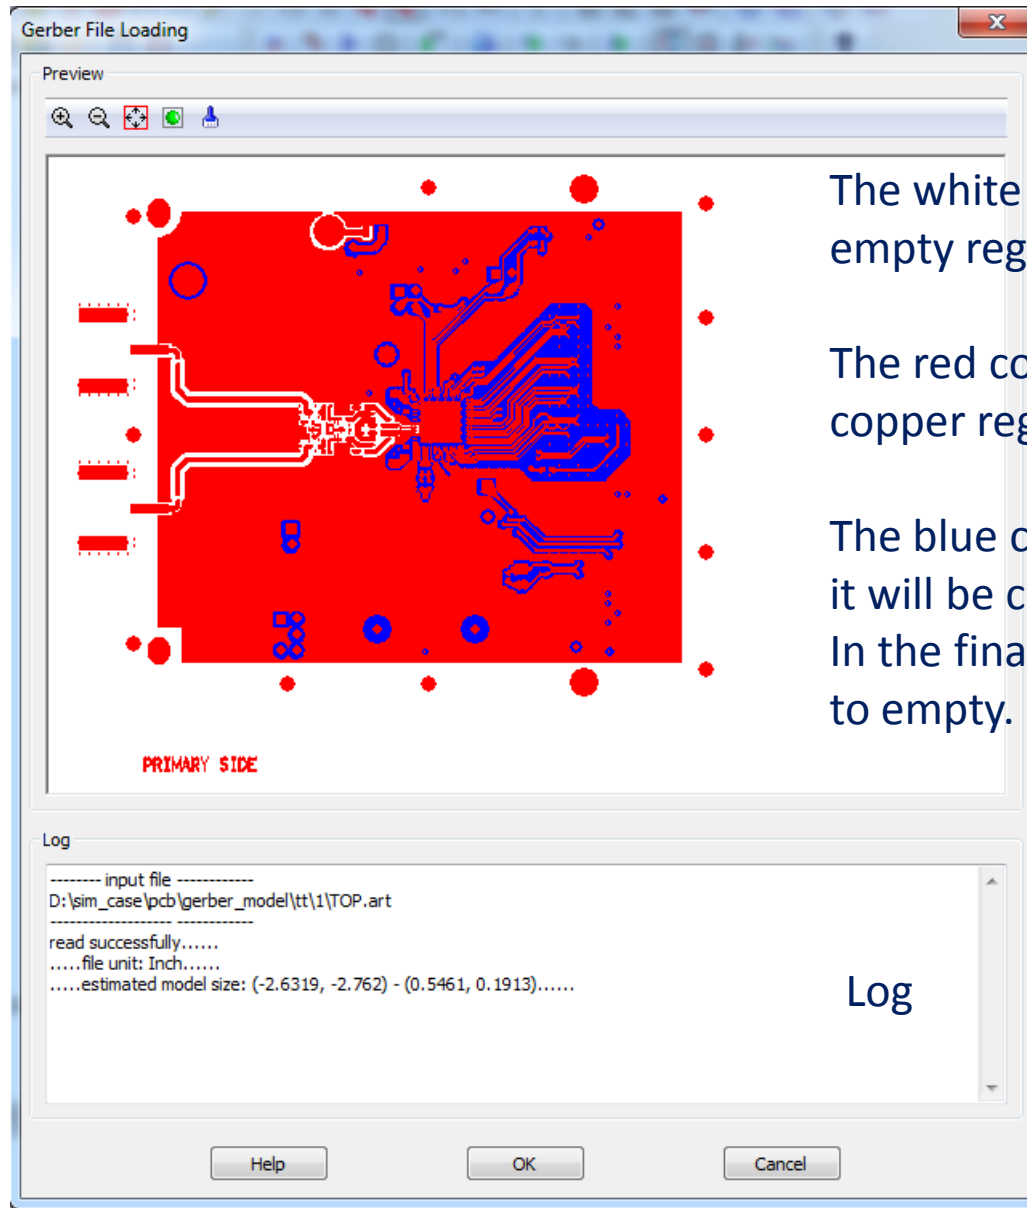 Gerber File Loading
Preview
The white
empty reg
The red co
copper reg
The blue c
it will be c
In the fina
to empty.
PRIMARY SIDE
Log
-------- input file ------------
D:\sim_case\pcb\gerber_model\tt\1\TOP.art
------------------- ------------
read successfully......
.....file unit: Inch......
.....estimated model size: (-2.6319, -2.762) - (0.5461, 0.1913)......
Log
Help
OK
Cancel